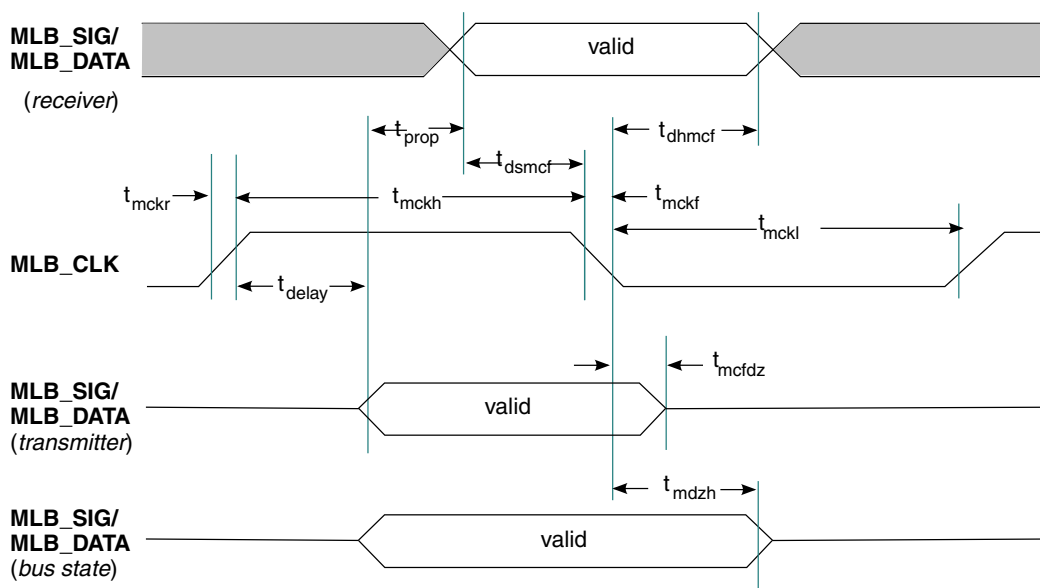 MLB_SIG/
MLB_DATA
(receiver)
valid
tprop
tdhmcf
tdsmcf
tmckr
tmckh
tmckf
tmckl
MLB_CLK
tdelay
tmcfdz
MLB_SIG/
MLB_DATA
(transmitter)
valid
tmdzh
MLB_SIG/
MLB_DATA
(bus state)
valid